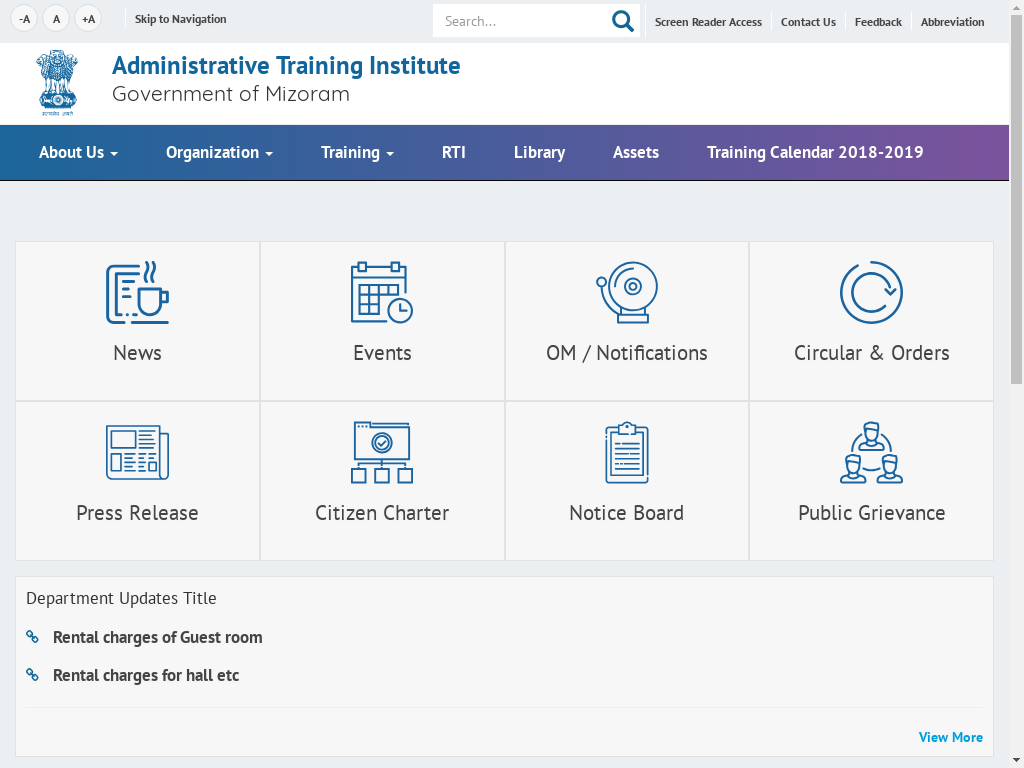 -A A +A Skip to Navigation Search... Screen Reader Access Contact Us Feedback Abbreviation
Administrative Training Institute
Government of Mizoram
सत्यमेव जयते
About Us Organization Training RTI Library Assets Training Calendar 2018-2019
News Events OM / Notifications Circular & Orders
Press Release Citizen Charter Notice Board Public Grievance
Department Updates Title
Rental charges of Guest room
Rental charges for hall etc
View More